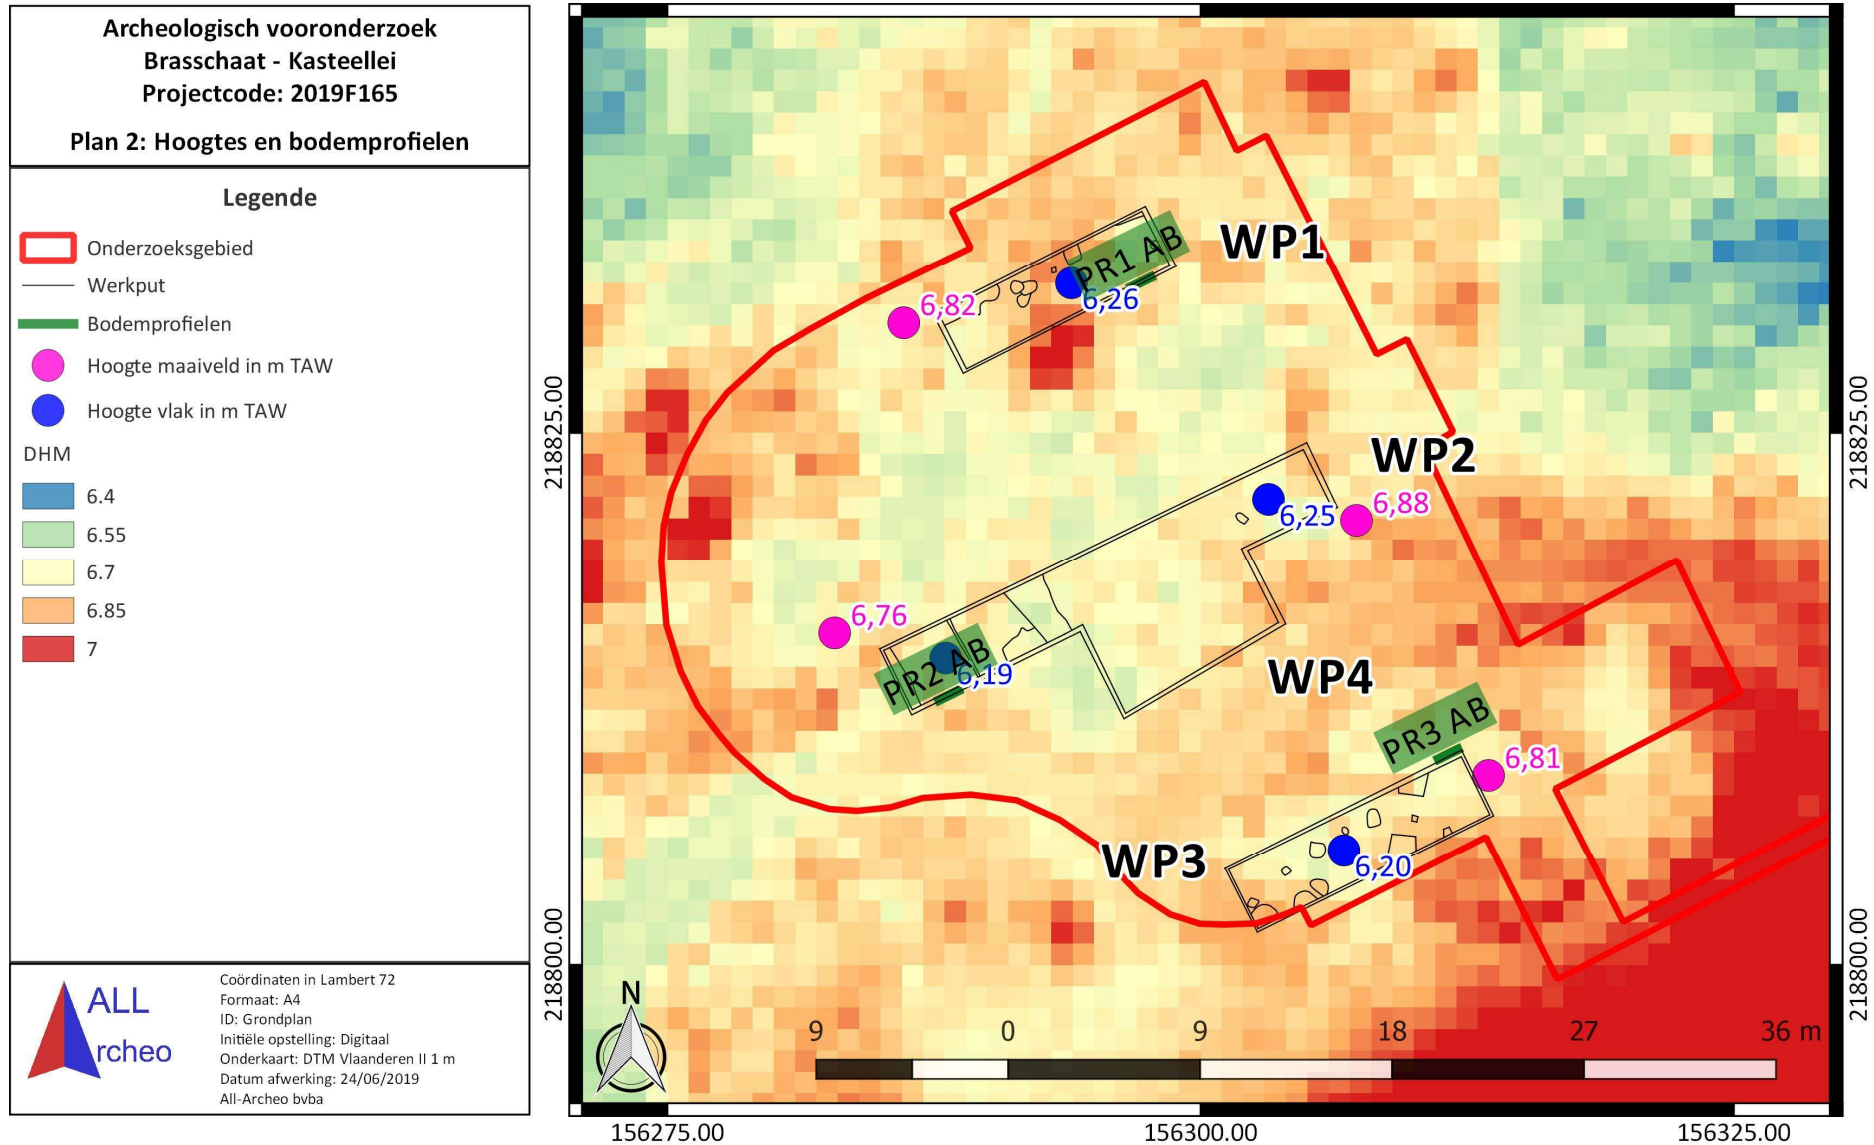 Archeologisch vooronderzoek
Brasschaat - Kasteellei
Projectcode: 2019F165
Plan 2: Hoogtes en bodemprofielen
Legende
Onderzoeksgebied
Werkput
Bodemprofielen
Hoogte maaiveld in m TAW
Hoogte vlak in m TAW
DHM
6.4
6.55
6.7
6.85
7
ALL
rcheo
Coördinaten in Lambert 72
Formaat: A4
ID: Grondplan
Initiële opstelling: Digitaal
Onderkaart: DTM Vlaanderen II 1 m
Datum afwerking: 24/06/2019
All-Archeo bvba
WP1
PR1 AB
6,82
6,26
218825.00
218825.00
WP2
6,88
6,25
6,76
PR2 AB
6,19
WP4
PR3 AB
6,81
WP3
6,20
218800.00
218800.00
N
9 0 9 18 27 36 m
156275.00 156300.00 156325.00